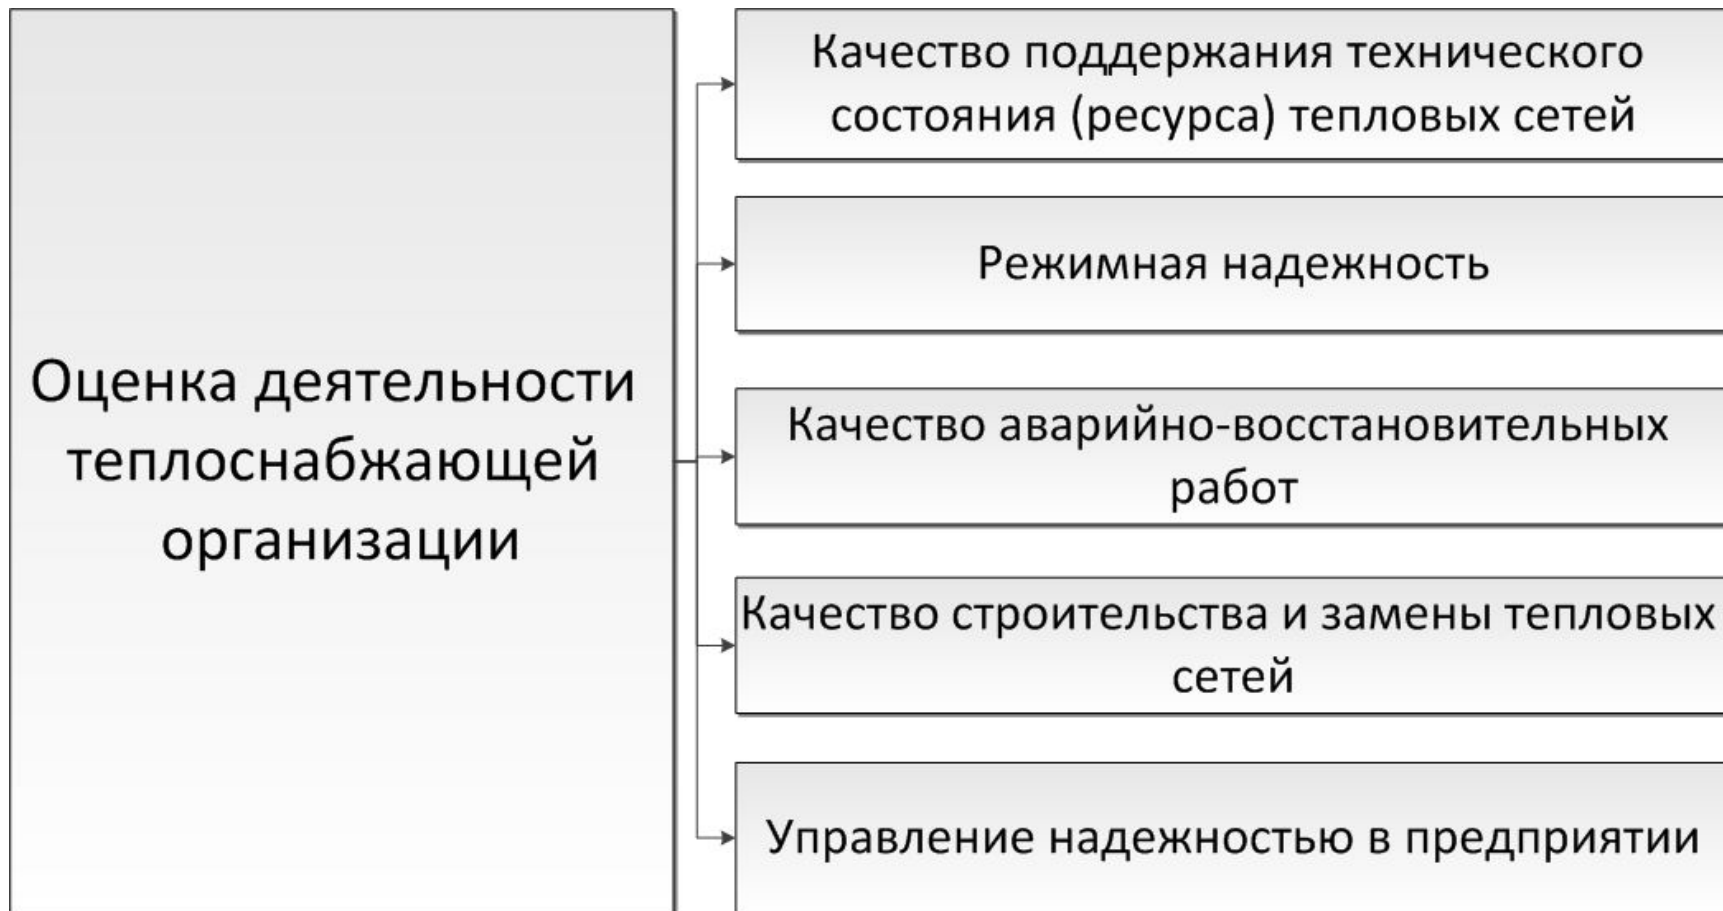 Оценка деятельности
теплоснабжающей
организации
Качество поддержания технического
состояния (ресурса) тепловых сетей
Режимная надежность
Качество аварийно-восстановительных
работ
Качество строительства и замены тепловых
сетей
Управление надежностью в предприятии